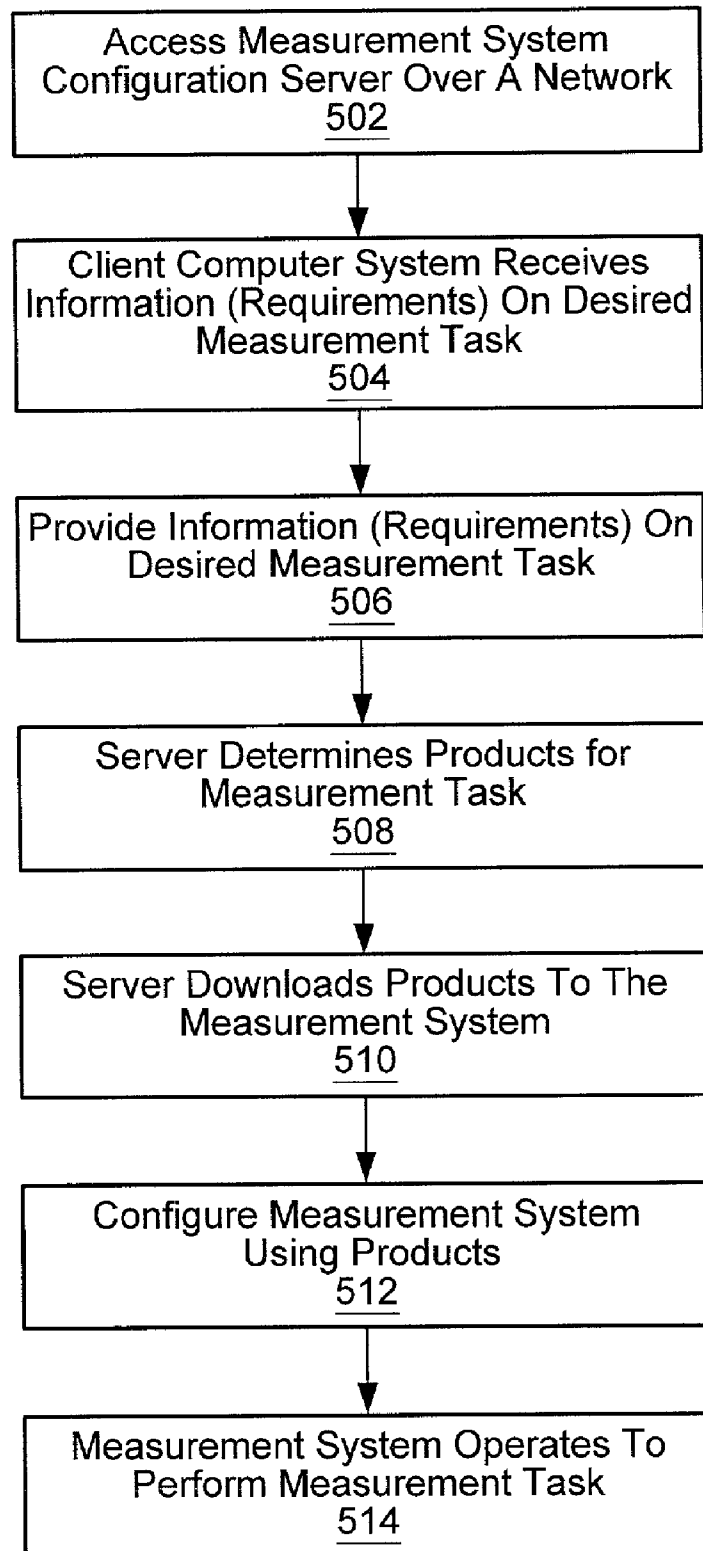 Access Measurement System
Configuration Server Over A Network
502
Client Computer System Receives
Information (Requirements) On Desired
Measurement Task
504
Provide Information (Requirements) On
Desired Measurement Task
506
Server Determines Products for
Measurement Task
508
Server Downloads Products To The
Measurement System
510
Configure Measurement System
Using Products
512
Measurement System Operates To
Perform Measurement Task
514